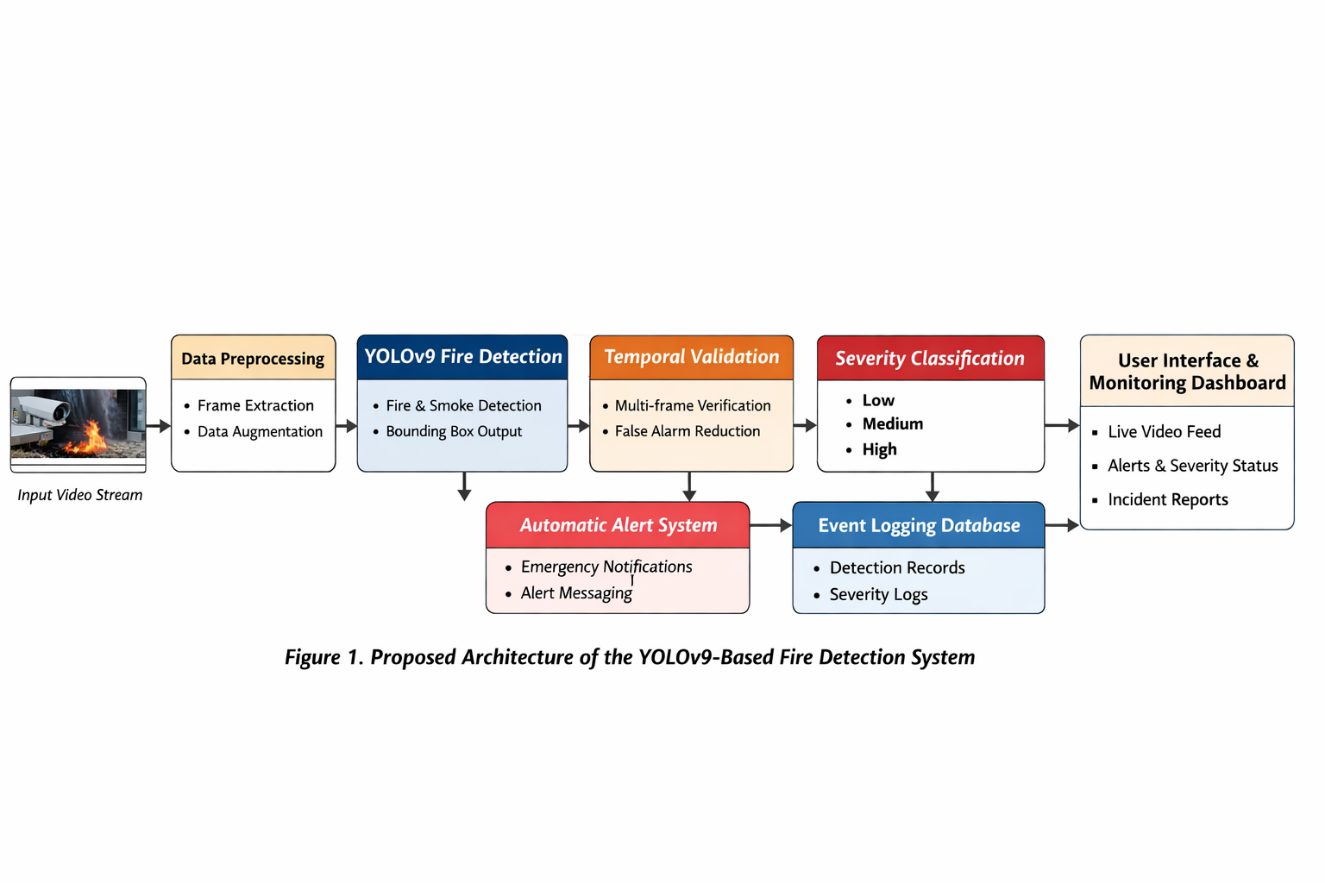 Input Video Stream
Data Preprocessing
• Frame Extraction
• Data Augmentation
YOLOv9 Fire Detection
• Fire & Smoke Detection
• Bounding Box Output
Temporal Validation
• Multi-frame Verification
• False Alarm Reduction
Severity Classification
• Low
• Medium
• High
User Interface &
Monitoring Dashboard
▪ Live Video Feed
▪ Alerts & Severity Status
▪ Incident Reports
Automatic Alert System
• Emergency Notifications
• Alert Messaging
Event Logging Database
• Detection Records
• Severity Logs
Figure 1. Proposed Architecture of the YOLOv9-Based Fire Detection System